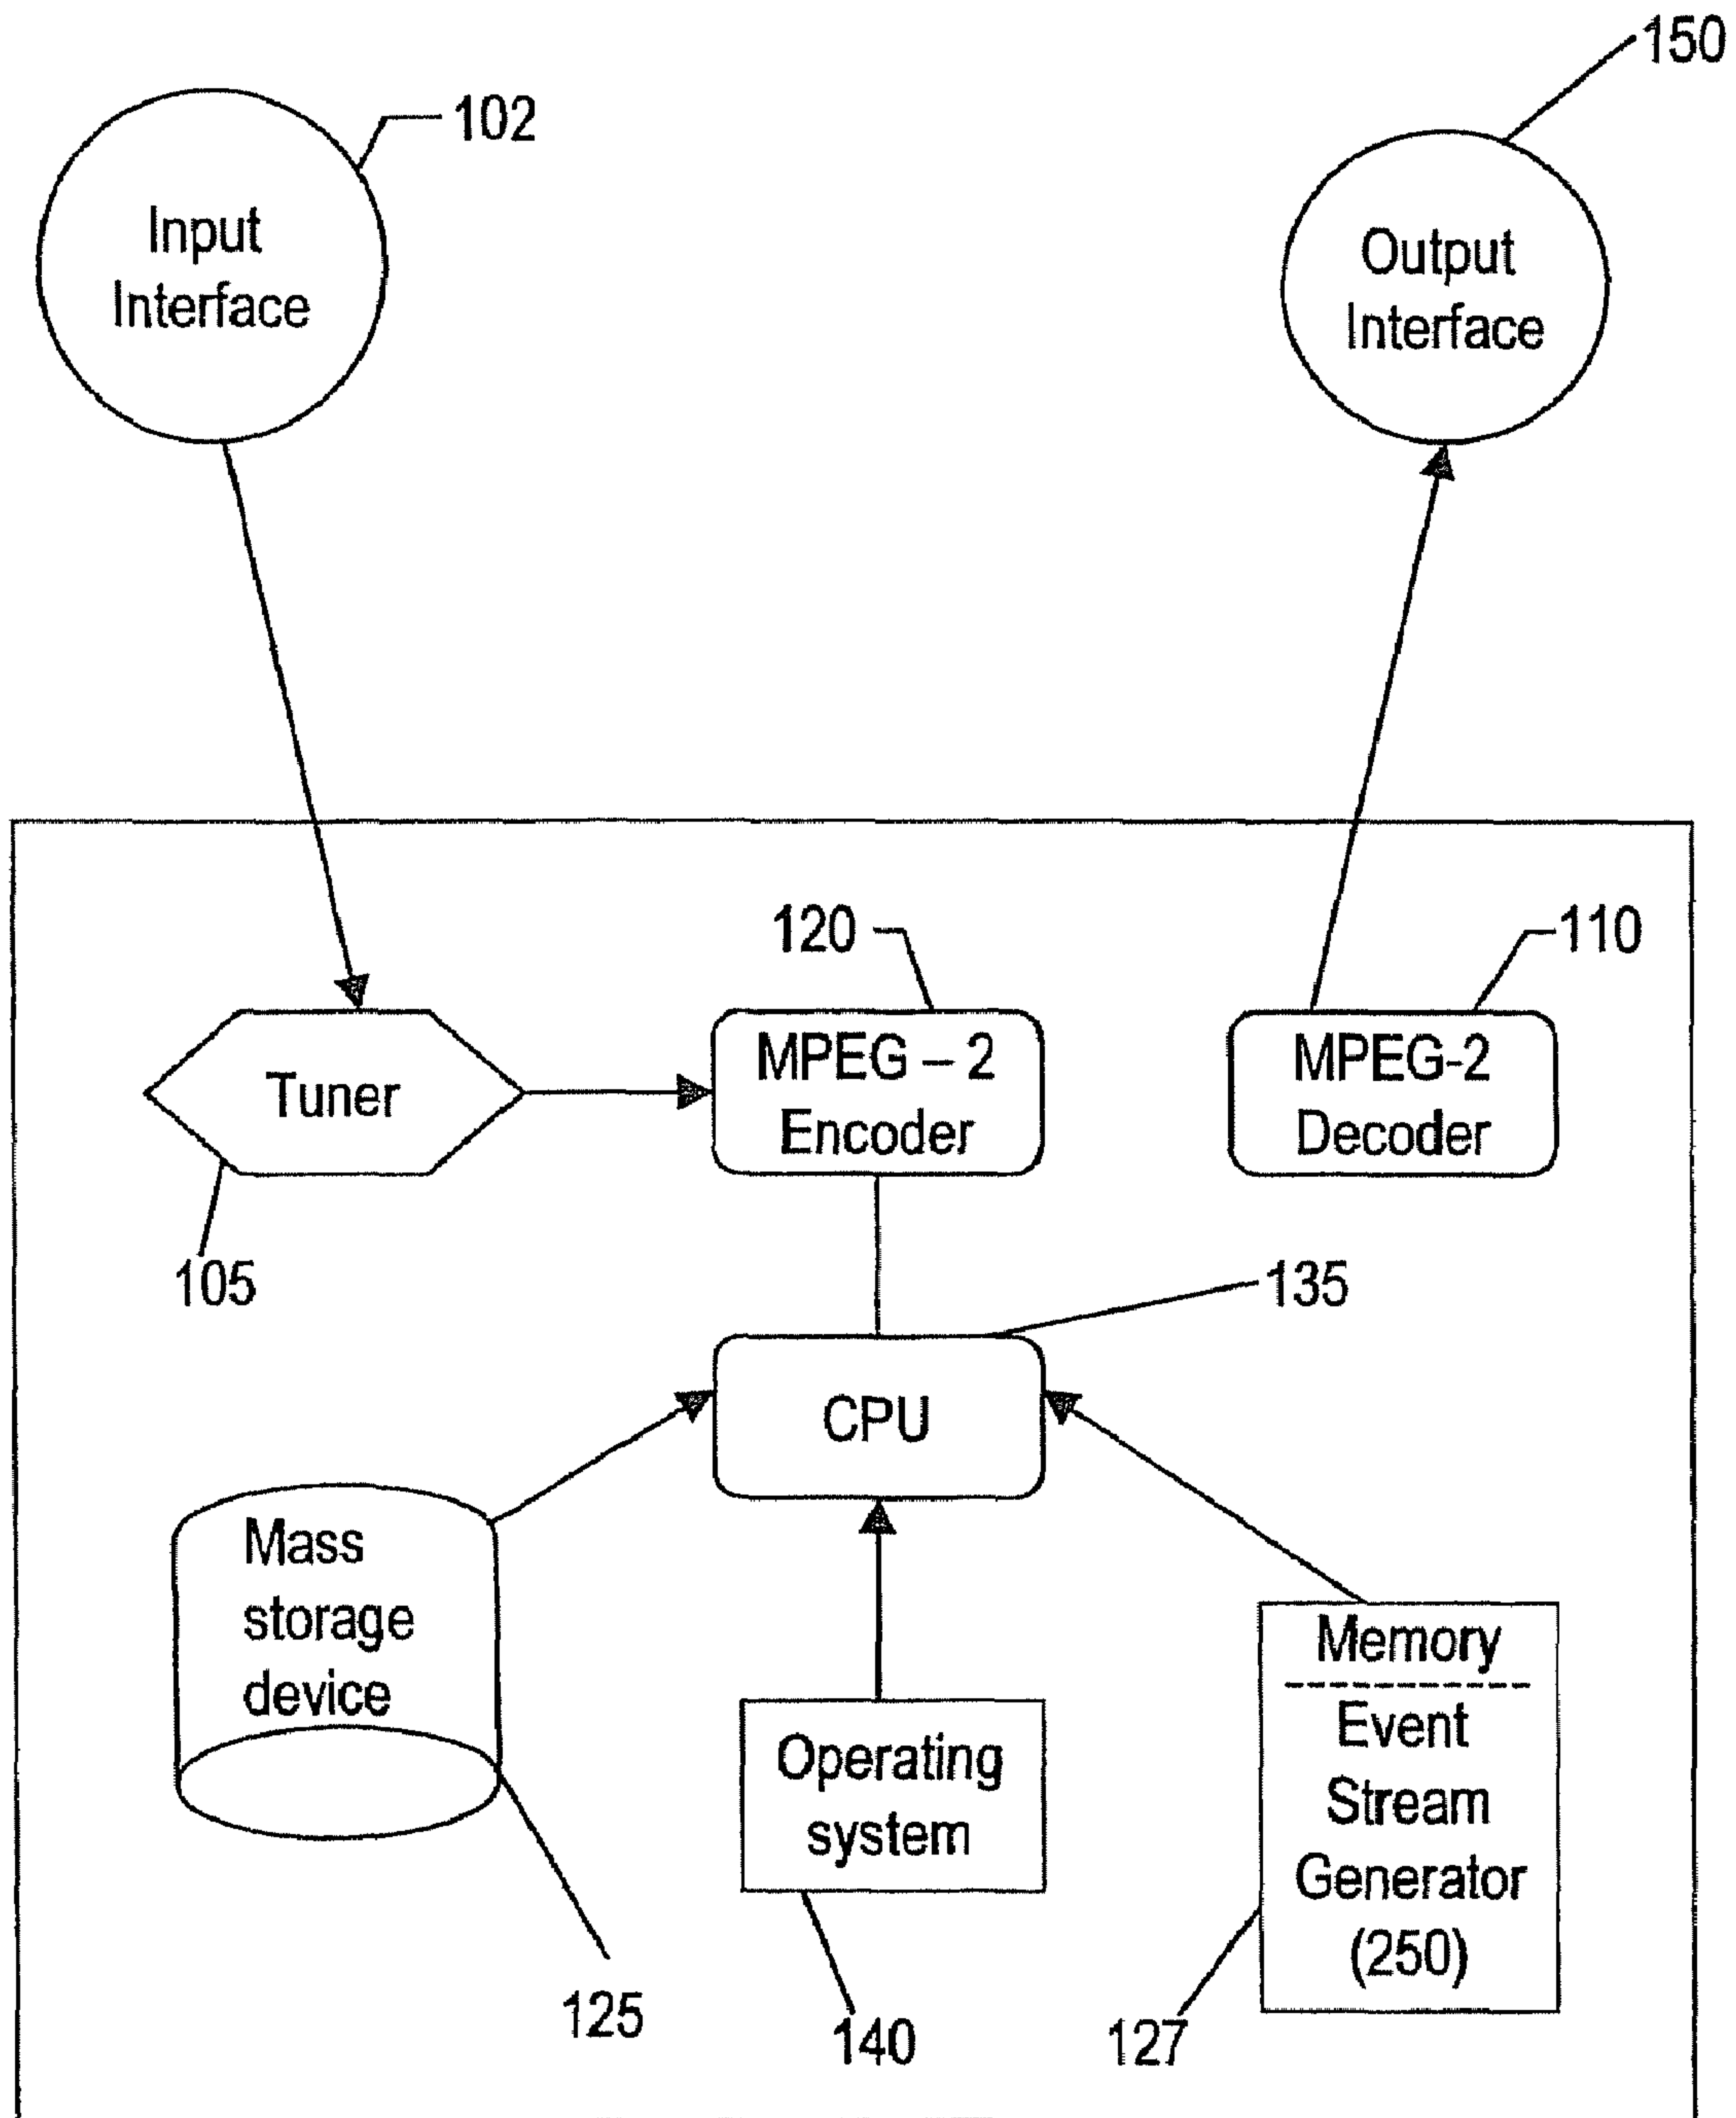 150
102
Input
Interface
Output
Interface
120
110
Tuner
MPEG – 2
Encoder
MPEG-2
Decoder
105
135
CPU
Mass
storage
device
Operating
system
Memory
Event
Stream
Generator
(250)
125
140
127